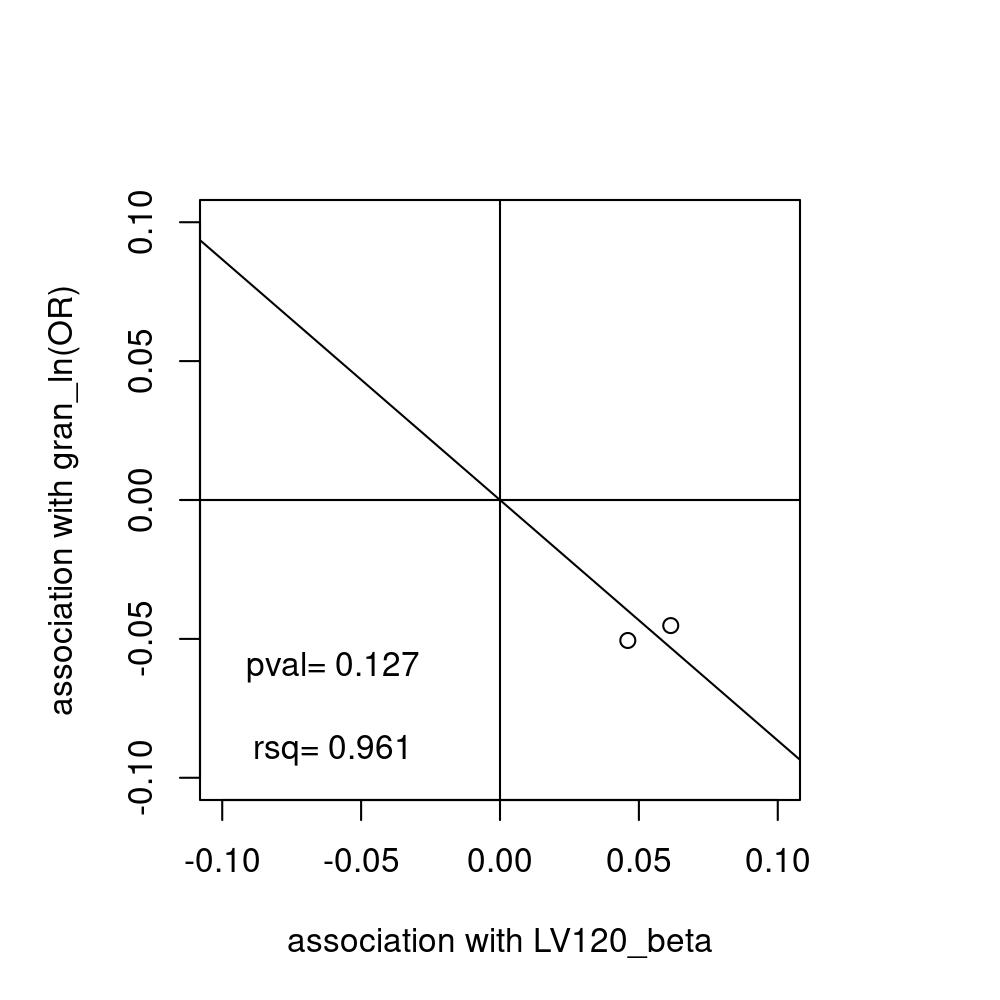 association with gran_ln(OR)
0.10
0.05
0.00
-0.05
-0.10
pval= 0.127
rsq= 0.961
-0.10 -0.05 0.00 0.05 0.10
association with LV120_beta